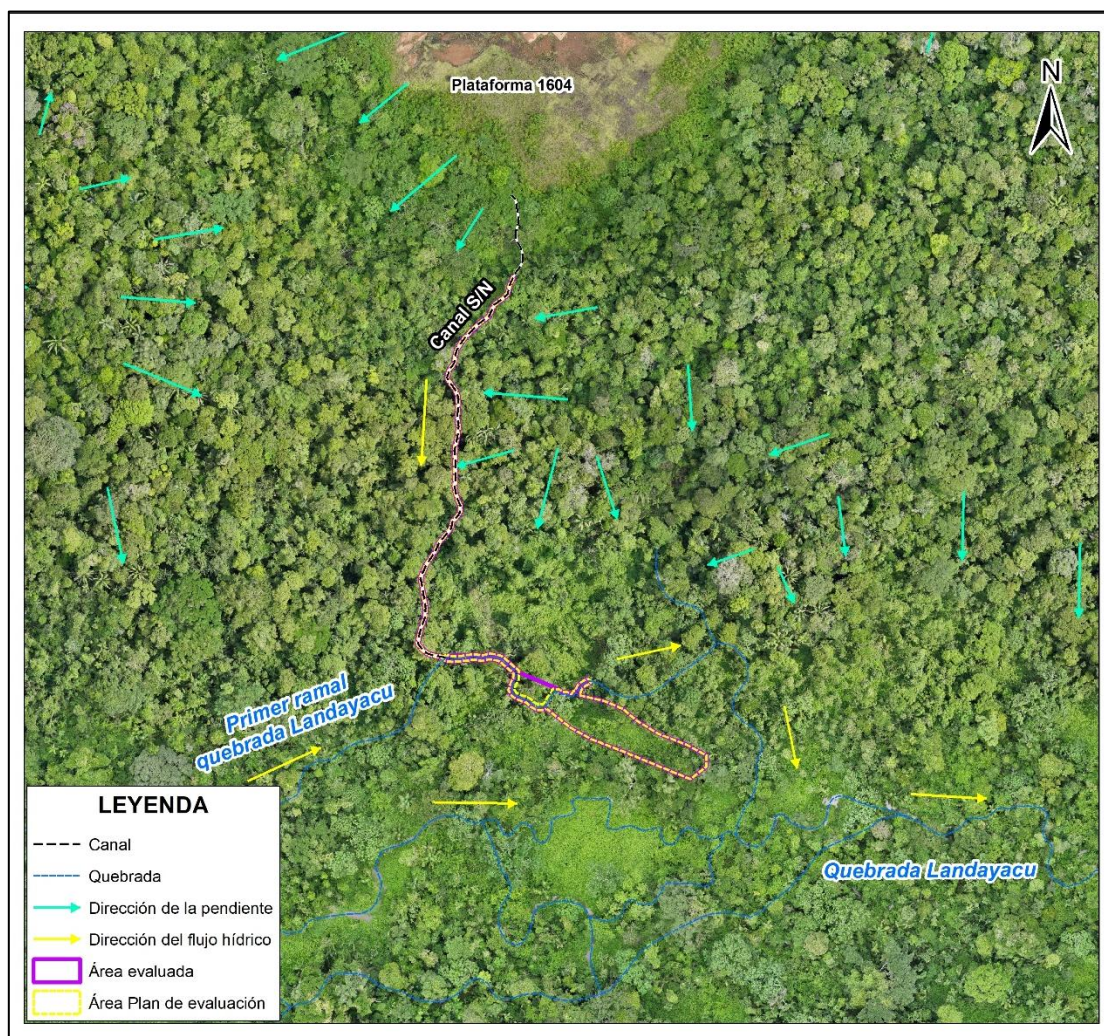 Plataforma 1604
N
Canal S/N
Primer ramal
quebrada Landayacu
Quebrada Landayacu
LEYENDA
Canal
Quebrada
Dirección de la pendiente
Dirección del flujo hídrico
Área evaluada
Área Plan de evaluación